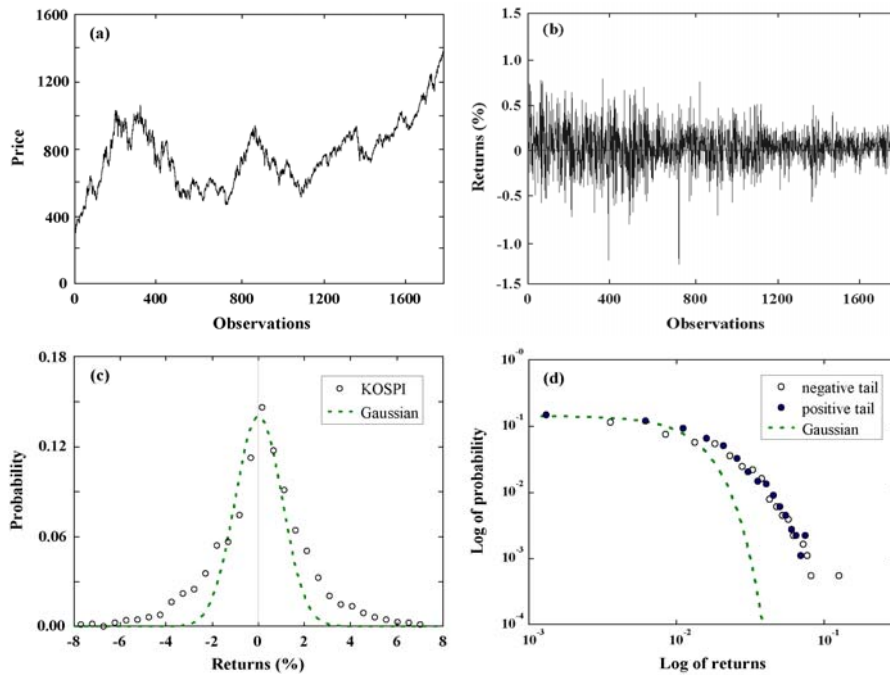 (a)
1600
1200
800
400
0
Price
0
400
800
1200
1600
Observations
(b)
1.5
1.0
0.5
0
-0.5
-1.0
-1.5
Returns (%)
0
400
800
1200
1600
Observations
(c)
KOSPI
Gaussian
0.18
0.12
0.06
0.00
Probability
-8
-6
-4
-2
0
2
4
6
8
Returns (%)
(d)
negative tail
positive tail
Gaussian
10⁻⁰
10⁻¹
10⁻²
10⁻³
10⁻⁴
Log of probability
10⁻³
10⁻²
10⁻¹
Log of returns